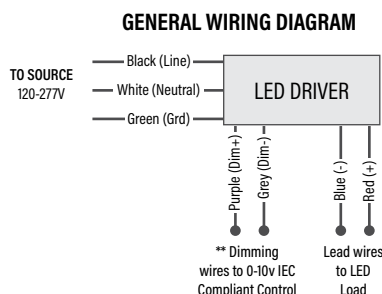 GENERAL WIRING DIAGRAM
TO SOURCE
120-277V
Black (Line)
White (Neutral)
Green (Grd)
LED DRIVER
Purple (Dim+)
Grey (Dim-)
Blue (-)
Red (+)
** Dimming
wires to 0-10v IEC
Compliant Control
Lead wires
to LED
Load